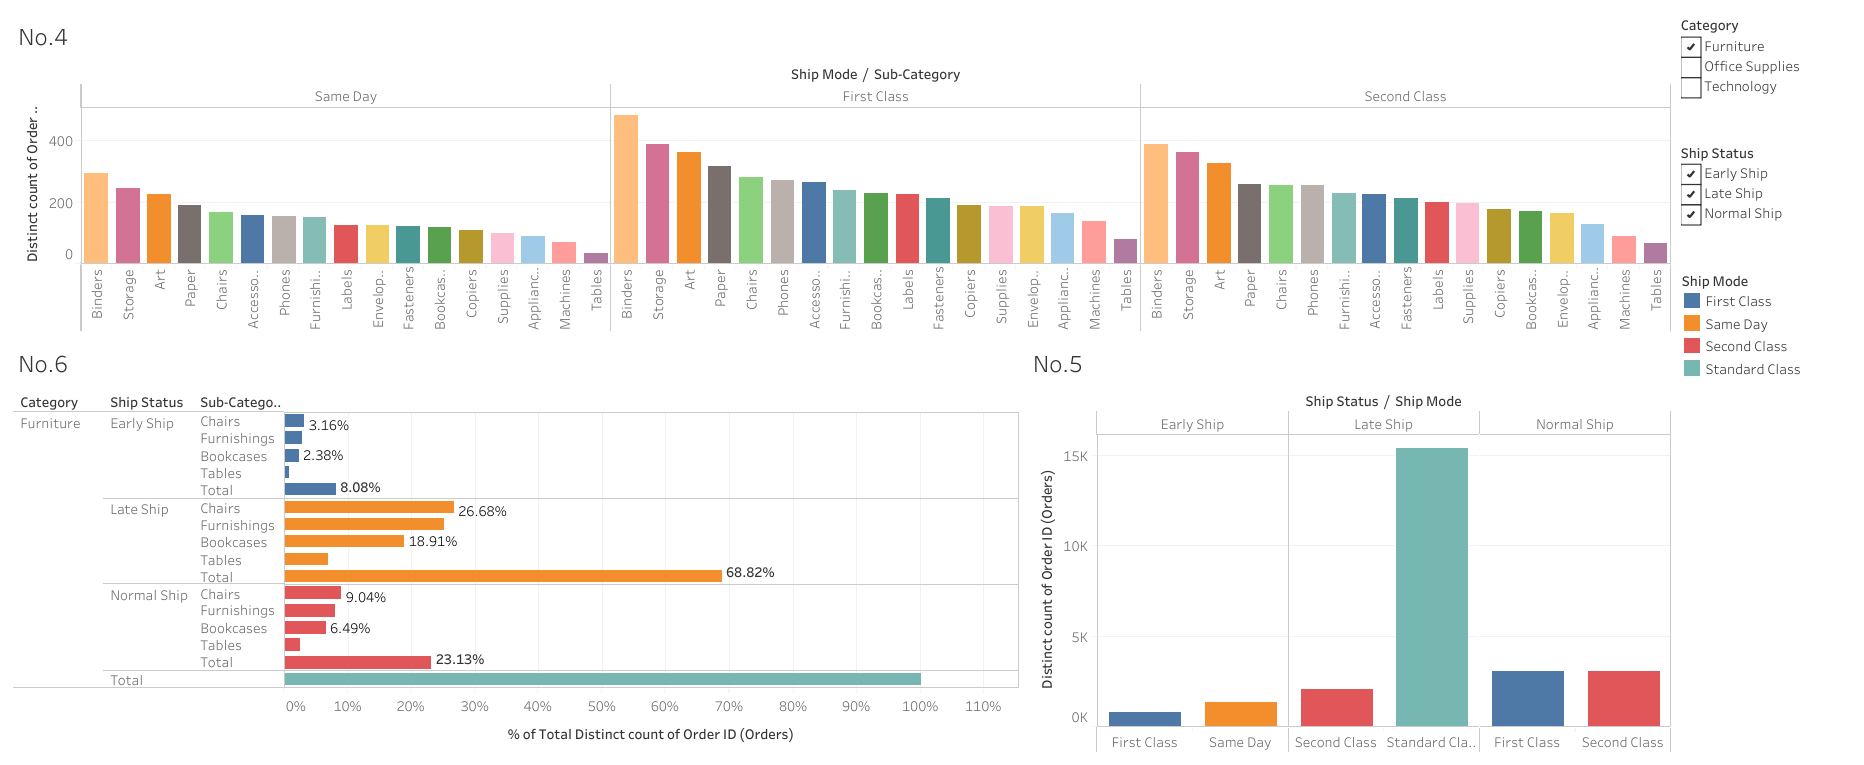 No.4
Ship Mode / Sub-Category
Same Day First Class Second Class
Distinct count of Order ..
400
200
0
Binders Storage Art Paper Chairs Accesso.. Phones Furnishi.. Labels Envelop.. Fasteners Bookcas.. Copiers Supplies Applianc.. Machines Tables
Binders Storage Art Paper Chairs Phones Accesso.. Furnishi.. Bookcas.. Labels Fasteners Copiers Supplies Envelop.. Applianc.. Machines Tables
Binders Storage Art Paper Chairs Phones Furnishi.. Accesso.. Fasteners Labels Supplies Copiers Bookcas.. Envelop.. Applianc.. Machines Tables
Category
Furniture
Office Supplies
Technology
Ship Status
Early Ship
Late Ship
Normal Ship
Ship Mode
First Class
Same Day
Second Class
Standard Class
No.6
Category Ship Status Sub-Catego..
Furniture Early Ship Chairs 3.16%
Furnishings
Bookcases 2.38%
Tables
Total 8.08%
Late Ship Chairs 26.68%
Furnishings
Bookcases 18.91%
Tables
Total 68.82%
Normal Ship Chairs 9.04%
Furnishings
Bookcases 6.49%
Tables
Total 23.13%
Total
0% 10% 20% 30% 40% 50% 60% 70% 80% 90% 100% 110%
% of Total Distinct count of Order ID (Orders)
No.5
Ship Status / Ship Mode
Early Ship Late Ship Normal Ship
Distinct count of Order ID (Orders)
15K
10K
5K
0K
First Class Same Day Second Class Standard Cla.. First Class Second Class